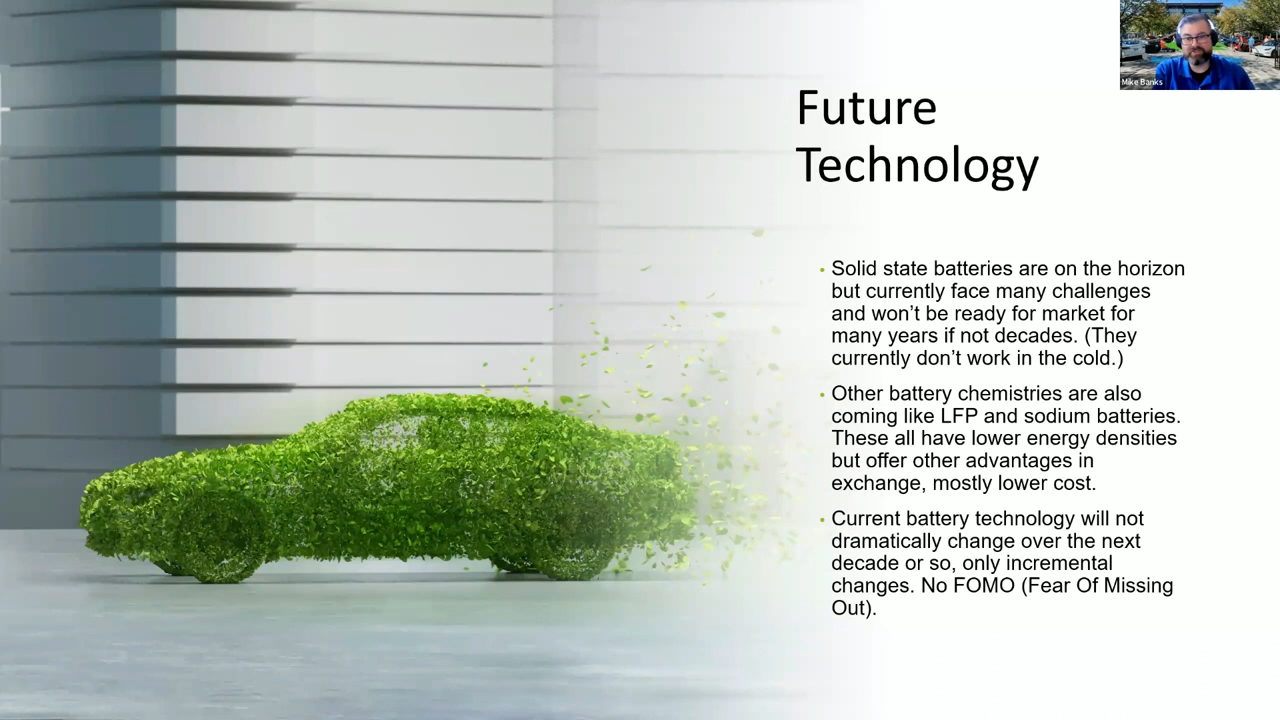 Mike Banks
Future
Technology
• Solid state batteries are on the horizon
but currently face many challenges
and won’t be ready for market for
many years if not decades. (They
currently don’t work in the cold.)
• Other battery chemistries are also
coming like LFP and sodium batteries.
These all have lower energy densities
but offer other advantages in
exchange, mostly lower cost.
• Current battery technology will not
dramatically change over the next
decade or so, only incremental
changes. No FOMO (Fear Of Missing
Out).